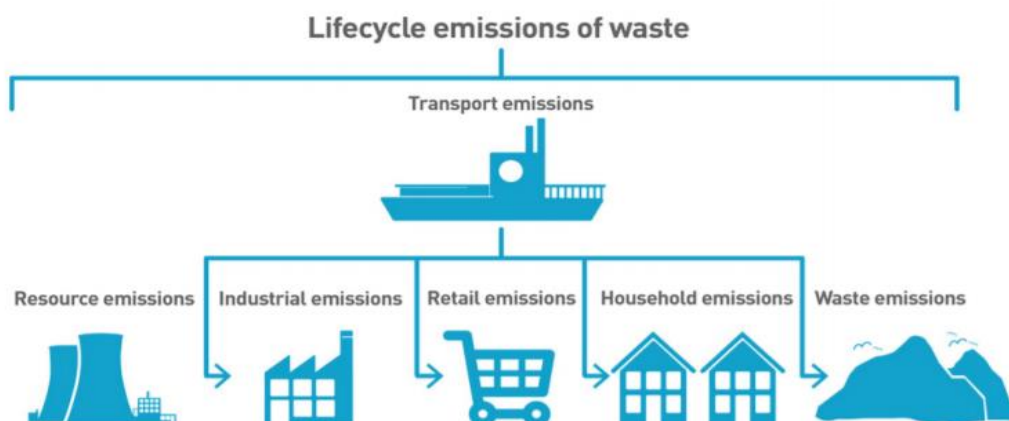 Lifecycle emissions of waste
Transport emissions
Resource emissions
Industrial emissions
Retail emissions
Household emissions
Waste emissions